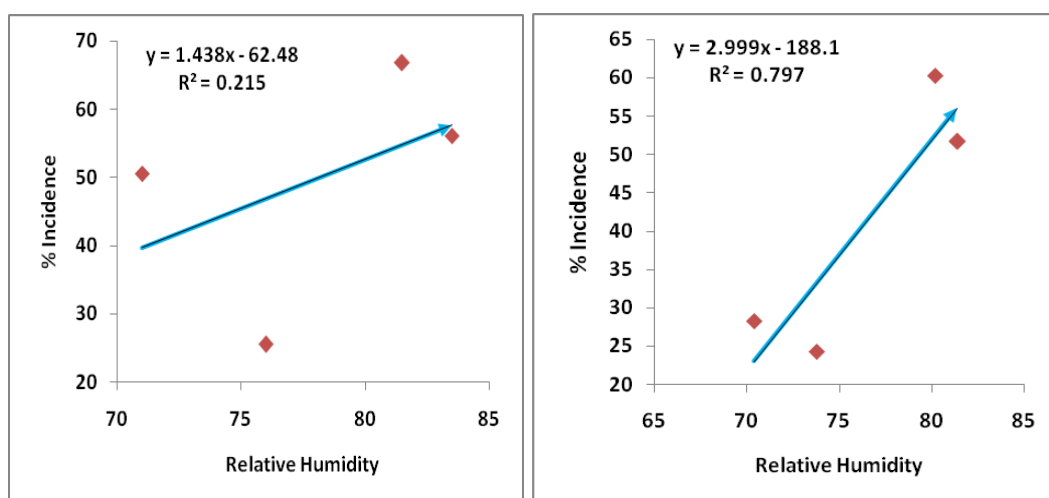 y = 1.438x - 62.48
R² = 0.215
70
60
50
40
30
20
% Incidence
70 75 80 85
Relative Humidity
y = 2.999x - 188.1
R² = 0.797
65
60
55
50
45
40
35
30
25
20
% Incidence
65 70 75 80 85
Relative Humidity